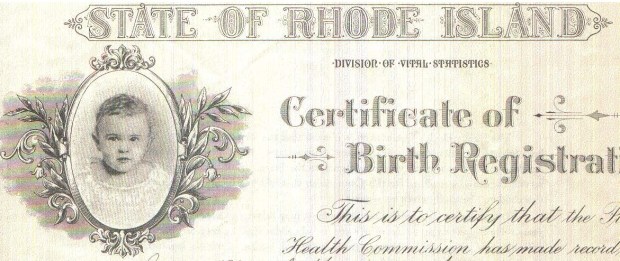 STATE OF RHODE ISLAND
DIVISION·OF·VITAL·STATISTICS
Certificate of
Birth Registrati
This is to certify that the
Health Commission has made record